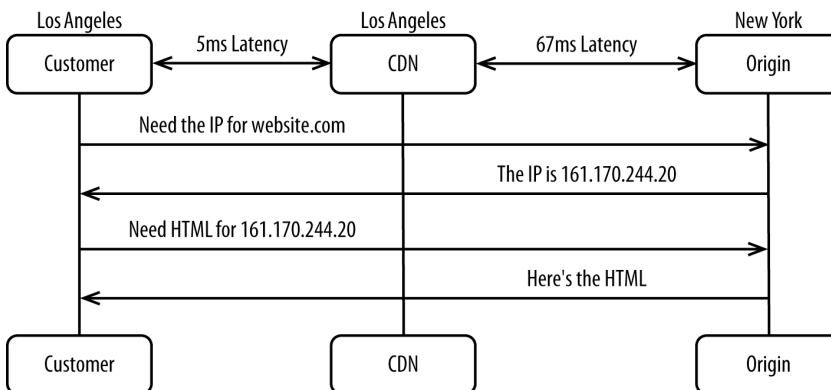 Los Angeles
Los Angeles
New York
Customer
5ms Latency
CDN
67ms Latency
Origin
Need the IP for website.com
The IP is 161.170.244.20
Need HTML for 161.170.244.20
Here's the HTML
Customer
CDN
Origin